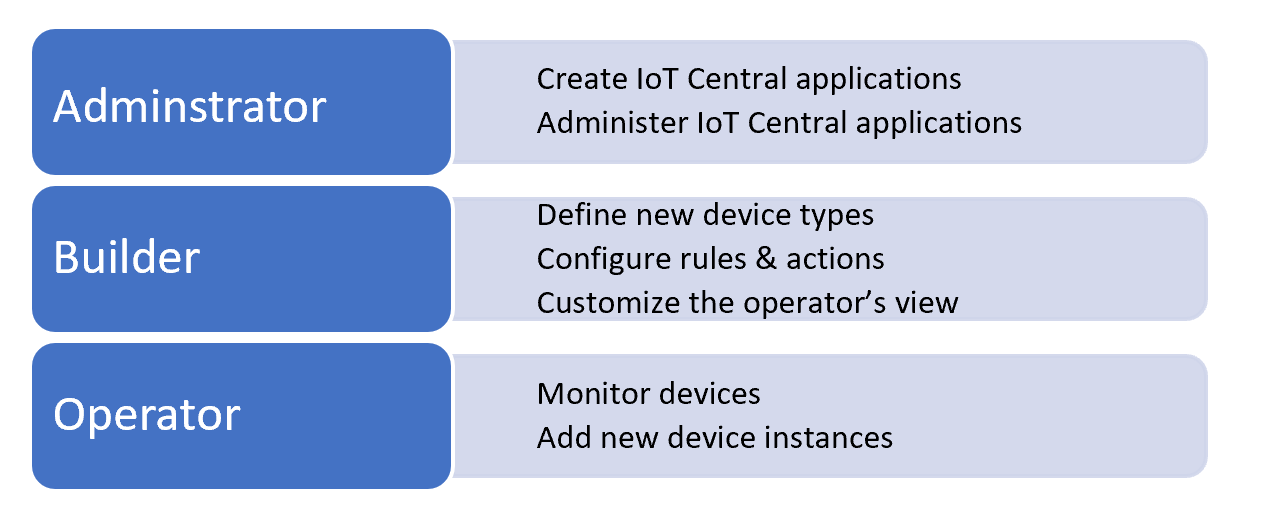 Adminstrator
Create IoT Central applications
Administer IoT Central applications
Builder
Define new device types
Configure rules & actions
Customize the operator’s view
Operator
Monitor devices
Add new device instances